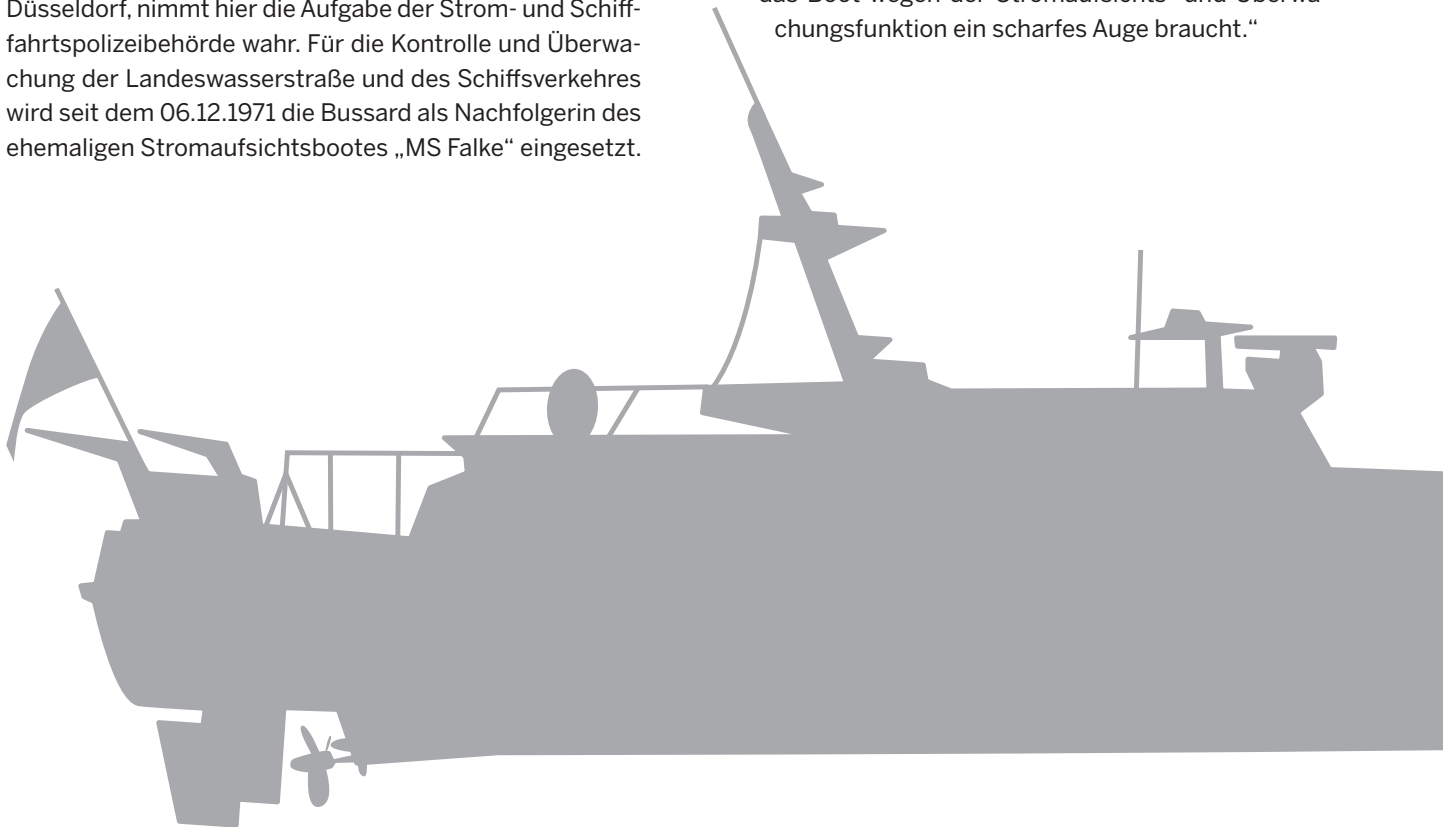 Düsseldorf, nimmt hier die Aufgabe der Strom- und Schiff-
fahrtspolizeibehörde wahr. Für die Kontrolle und Überwa-
chung der Landeswasserstraße und des Schiffsverkehres
wird seit dem 06.12.1971 die Bussard als Nachfolgerin des
ehemaligen Stromaufsichtsbootes „MS Falke“ eingesetzt.
das Boot wegen der Stromaufsichts- und Überwa-
chungsfunktion ein scharfes Auge braucht.“